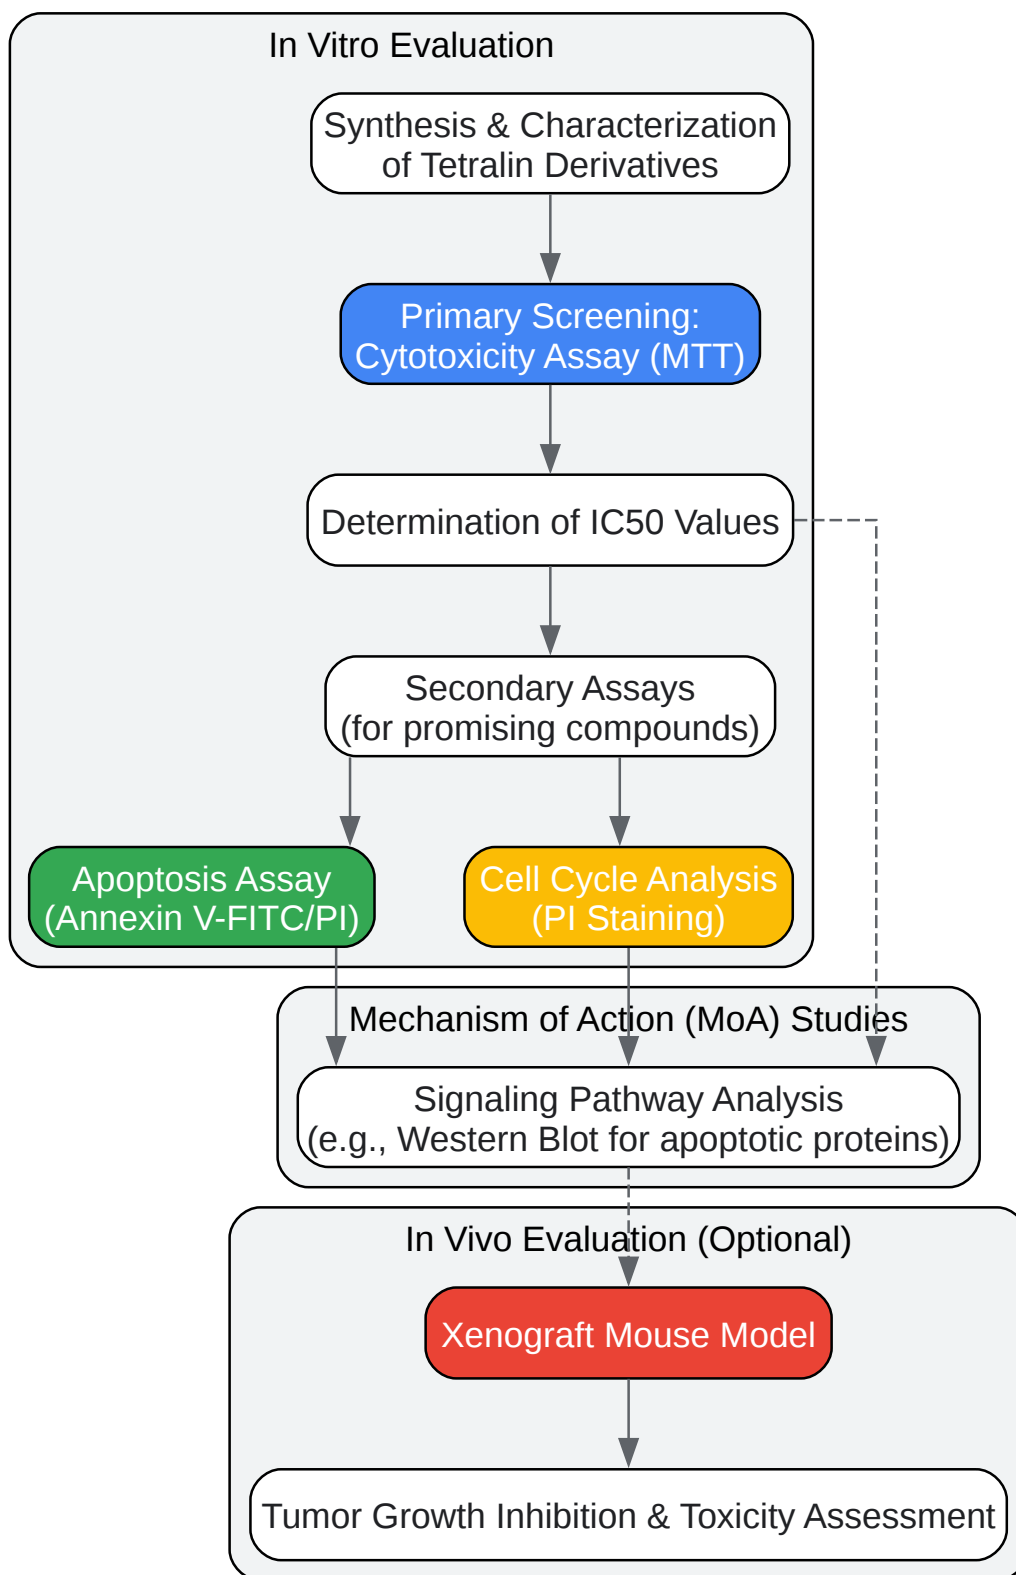 In Vitro Evaluation
Synthesis & Characterization
of Tetralin Derivatives
Primary Screening:
Cytotoxicity Assay (MTT)
Determination of IC50 Values
Secondary Assays
(for promising compounds)
Apoptosis Assay
(Annexin V-FITC/PI)
Cell Cycle Analysis
(PI Staining)
Mechanism of Action (MoA) Studies
Signaling Pathway Analysis
(e.g., Western Blot for apoptotic proteins)
In Vivo Evaluation (Optional)
Xenograft Mouse Model
Tumor Growth Inhibition & Toxicity Assessment